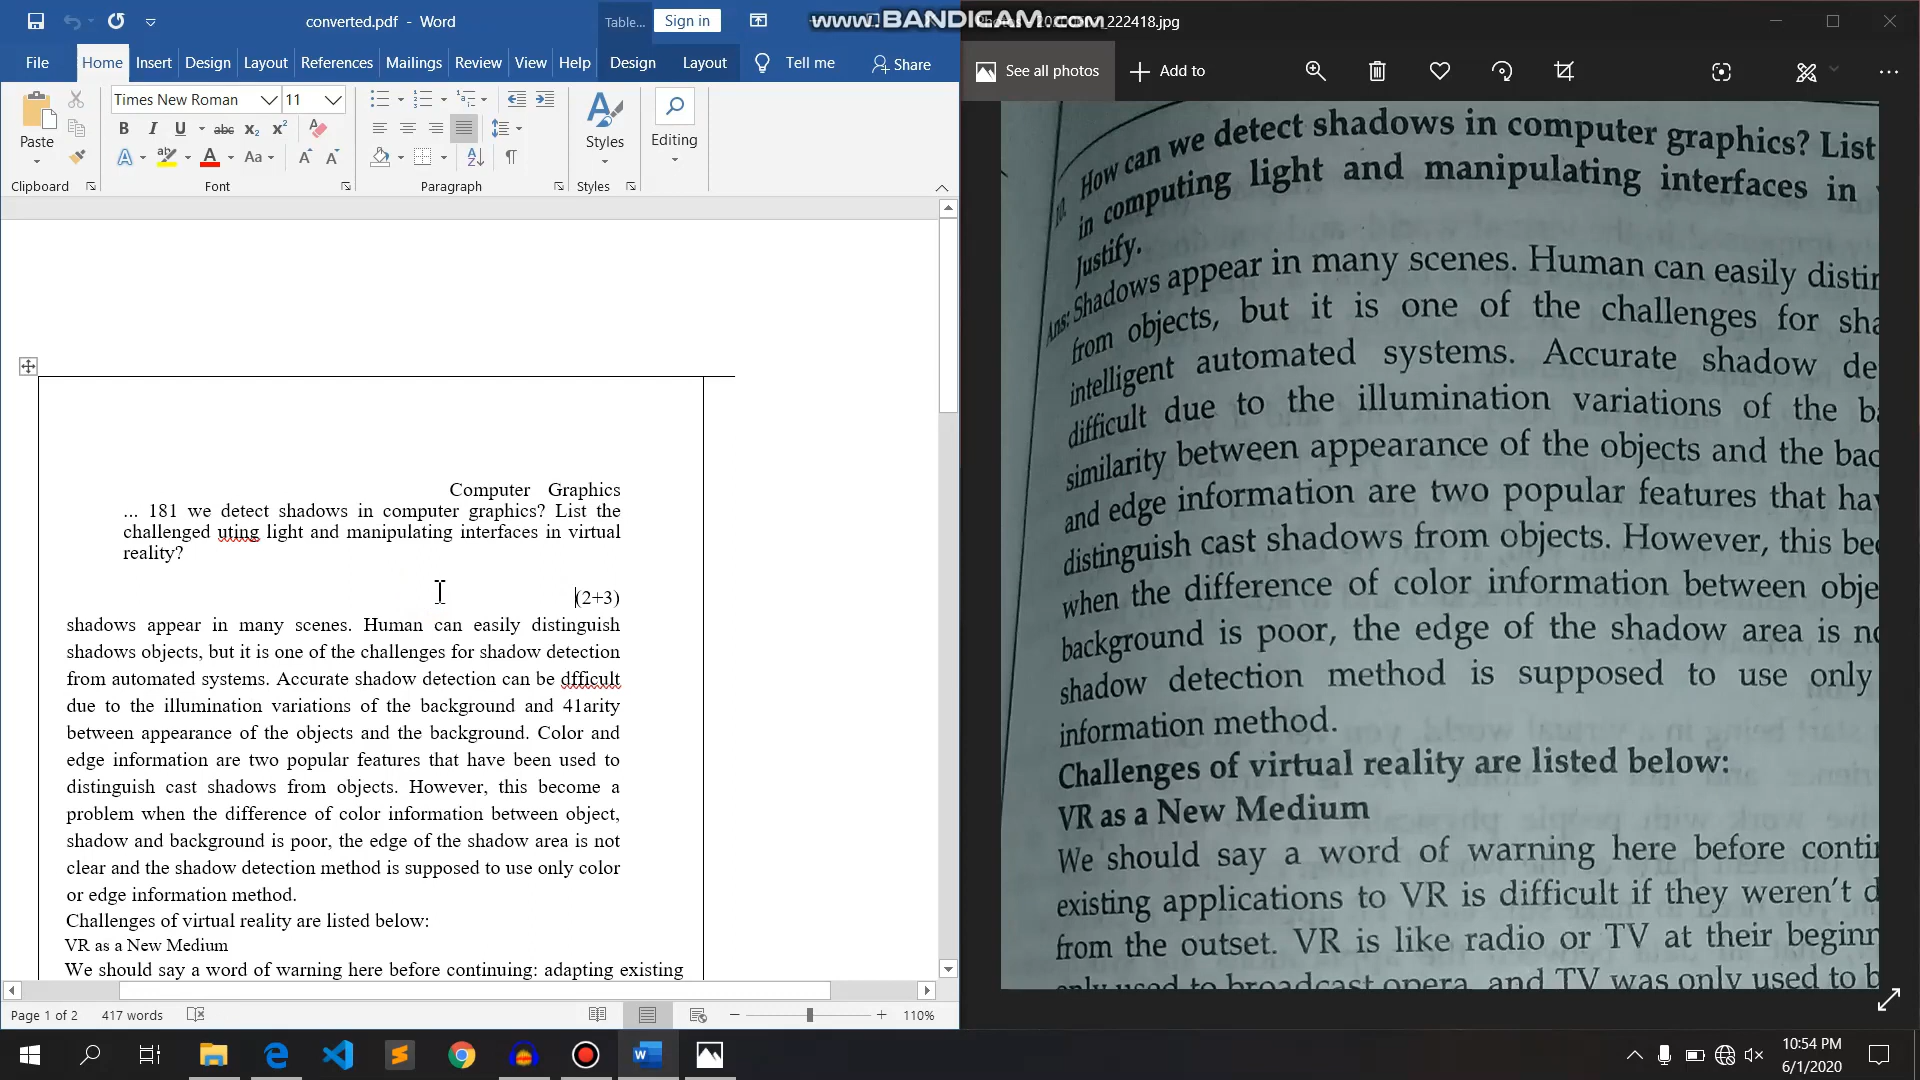 converted.pdf - Word
Table...
Sign in
www.BANDICAM.com
_222418.jpg
File
Home
Insert
Design
Layout
References
Mailings
Review
View
Help
Design
Layout
Tell me
Share
See all photos
Add to
Times New Roman
11
Paste
Styles
Editing
Clipboard
Font
Paragraph
Styles
Computer Graphics
... 181 we detect shadows in computer graphics? List the
challenged uting light and manipulating interfaces in virtual
reality?
(2+3)
shadows appear in many scenes. Human can easily distinguish
shadows objects, but it is one of the challenges for shadow detection
from automated systems. Accurate shadow detection can be dfficult
due to the illumination variations of the background and 41arity
between appearance of the objects and the background. Color and
edge information are two popular features that have been used to
distinguish cast shadows from objects. However, this become a
problem when the difference of color information between object,
shadow and background is poor, the edge of the shadow area is not
clear and the shadow detection method is supposed to use only color
or edge information method.
Challenges of virtual reality are listed below:
VR as a New Medium
We should say a word of warning here before continuing: adapting existing
Page 1 of 2
417 words
110%
10. How can we detect shadows in computer graphics? List
in computing light and manipulating interfaces in
Justify.
Ans: Shadows appear in many scenes. Human can easily distin
from objects, but it is one of the challenges for sha
intelligent automated systems. Accurate shadow de
difficult due to the illumination variations of the b
similarity between appearance of the objects and the bac
and edge information are two popular features that hav
distinguish cast shadows from objects. However, this bec
when the difference of color information between obje
background is poor, the edge of the shadow area is no
shadow detection method is supposed to use only
information method.
Challenges of virtual reality are listed below:
VR as a New Medium
We should say a word of warning here before contin
existing applications to VR is difficult if they weren't d
from the outset. VR is like radio or TV at their beginn
only used to broadcast opera, and TV was only used to b
10:54 PM
6/1/2020